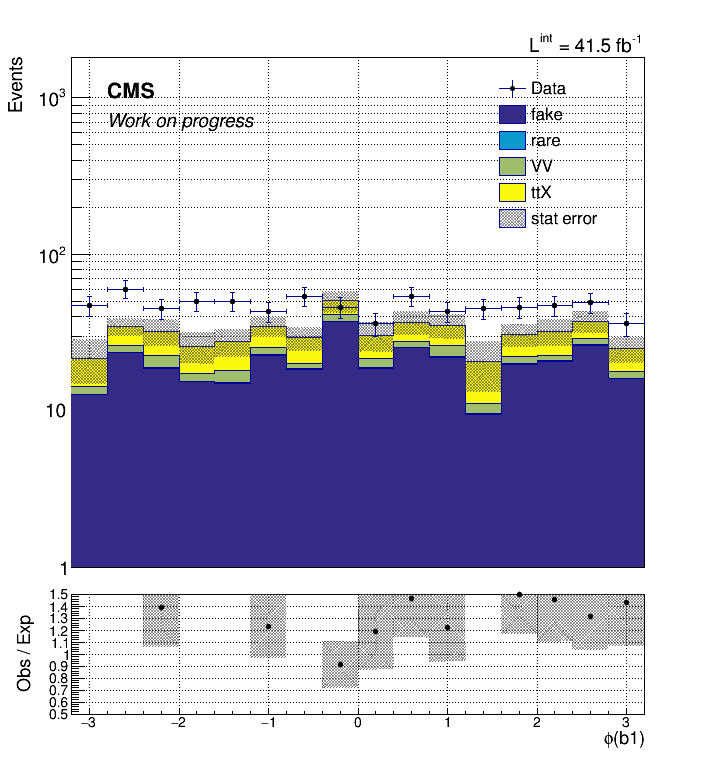 L^int = 41.5 fb^-1
Events
10^3
10^2
10
1
CMS
Work on progress
Data
fake
rare
VV
ttX
stat error
Obs / Exp
1.5
1.4
1.3
1.2
1.1
1
0.9
0.8
0.7
0.6
0.5
−3 −2 −1 0 1 2 3
ϕ(b1)